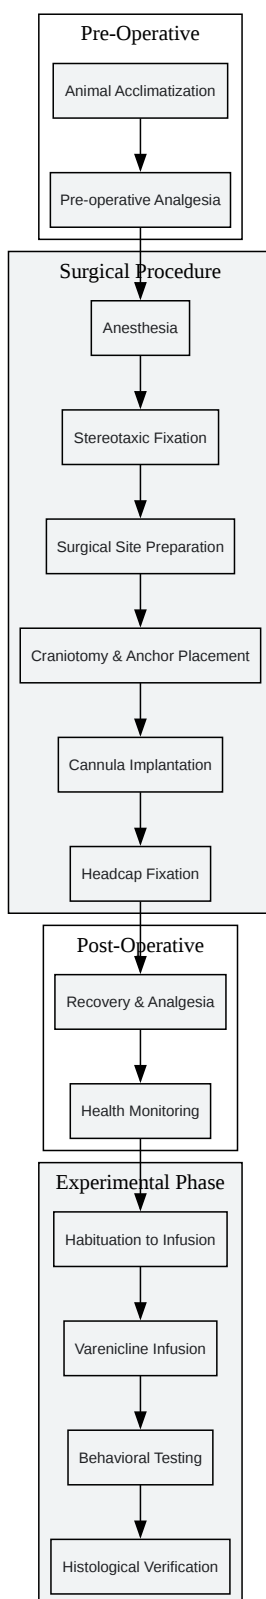 Pre-Operative
Animal Acclimatization
Pre-operative Analgesia
Surgical Procedure
Anesthesia
Stereotaxic Fixation
Surgical Site Preparation
Craniotomy & Anchor Placement
Cannula Implantation
Headcap Fixation
Post-Operative
Recovery & Analgesia
Health Monitoring
Experimental Phase
Habituation to Infusion
Varenicline Infusion
Behavioral Testing
Histological Verification